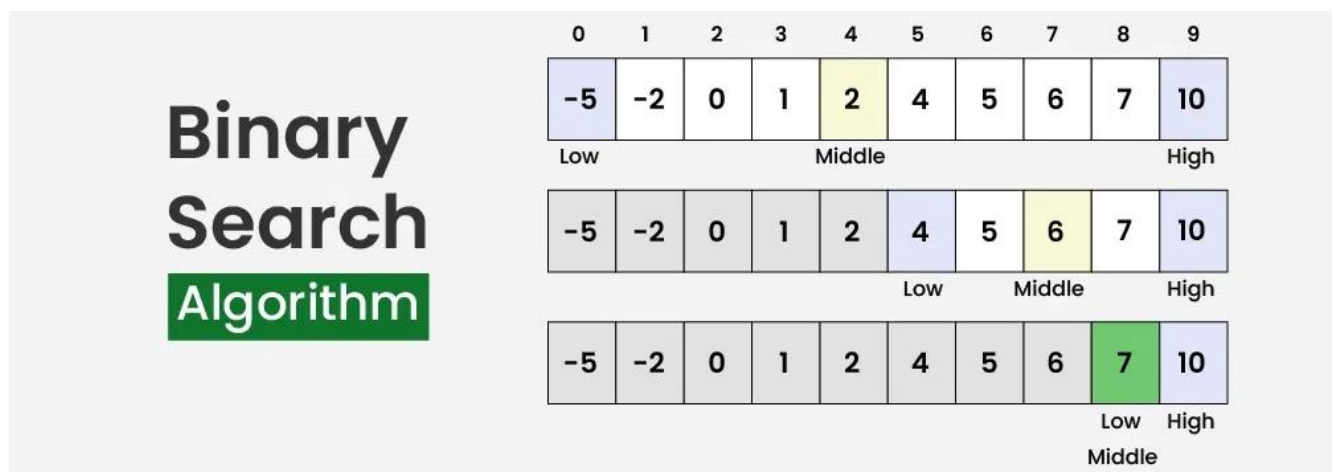 Binary
Search
Algorithm
0 1 2 3 4 5 6 7 8 9
-5 -2 0 1 2 4 5 6 7 10
Low Middle High
-5 -2 0 1 2 4 5 6 7 10
Low Middle High
-5 -2 0 1 2 4 5 6 7 10
Low High
Middle